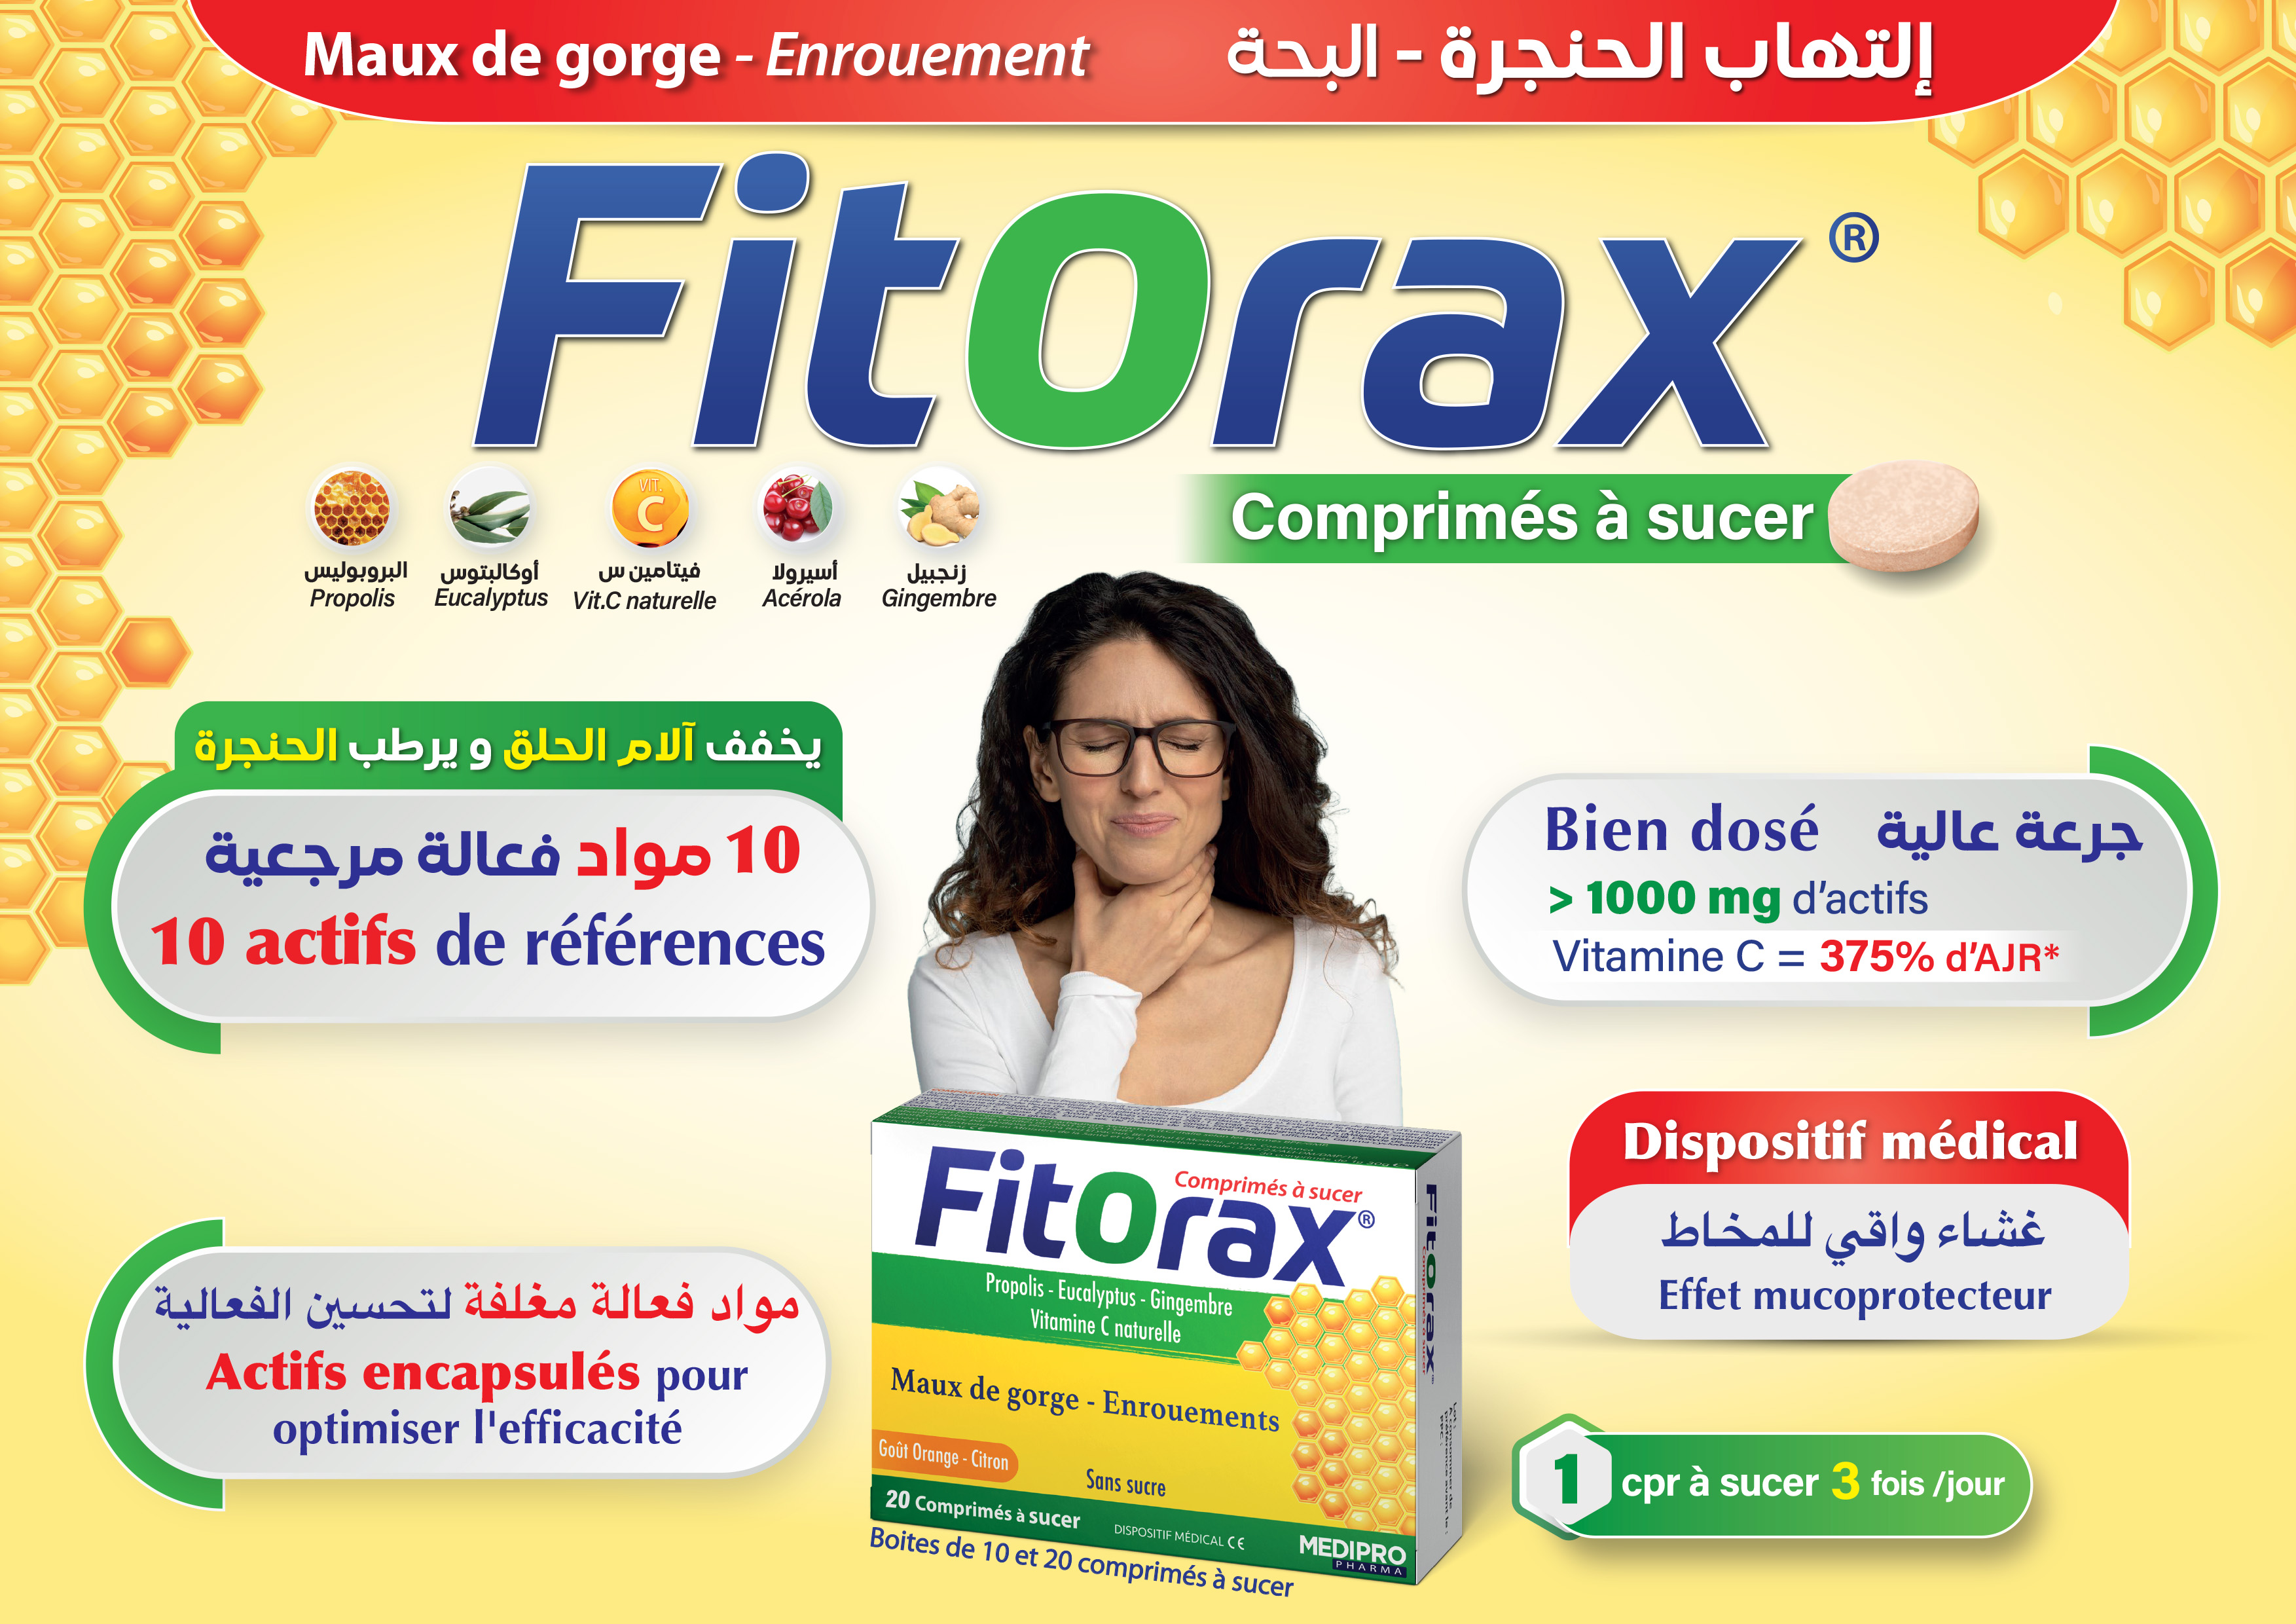 Maux de gorge - Enrouement
إلتهاب الحنجرة - البحة
Fitorax ®
البروبوليس
Propolis
أوكالبتوس
Eucalyptus
VIT. C
فيتامين س
Vit.C naturelle
أسيرولا
Acérola
زنجبيل
Gingembre
Comprimés à sucer
يخفف آلام الحلق و يرطب الحنجرة
10 مواد فعالة مرجعية
10 actifs de références
Bien dosé جرعة عالية
> 1000 mg d’actifs
Vitamine C = 375% d’AJR*
مواد فعالة مغلفة لتحسين الفعالية
Actifs encapsulés pour
optimiser l'efficacité
Dispositif médical
غشاء واقي للمخاط
Effet mucoprotecteur
1 cpr à sucer 3 fois /jour
Comprimés à sucer
Fitorax®
Propolis - Eucalyptus - Gingembre
Vitamine C naturelle
Maux de gorge - Enrouements
Goût Orange - Citron
Sans sucre
20 Comprimés à sucer
DISPOSITIF MÉDICAL CE
MEDIPRO
PHARMA
Fitorax
Comprimés à sucer
Boites de 10 et 20 comprimés à sucer